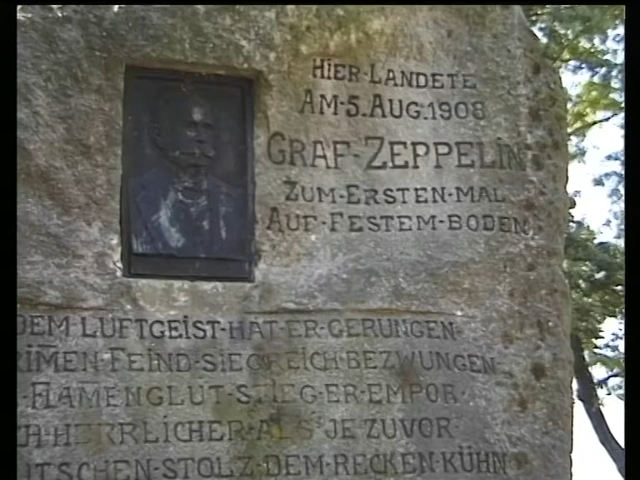 HIER·LANDETE
AM·5·AUG·1908
GRAF·ZEPPELIN
ZUM·ERSTEN·MAL
AUF·FESTEM·BODEN
DEM LUFTGEIST·HAT·ER·GERUNGEN·
FEIND·SIEGREICH·BEZWUNGEN
FLAMENGLUT·STIEG·ER·EMPOR
HERRLICHER·ALS·JE·ZUVOR
STOLZ·DEM·RECKEN·KÜHN